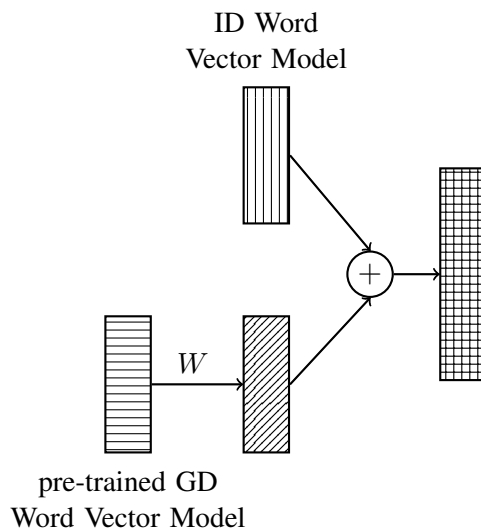 ID Word
Vector Model
+
W
pre-trained GD
Word Vector Model